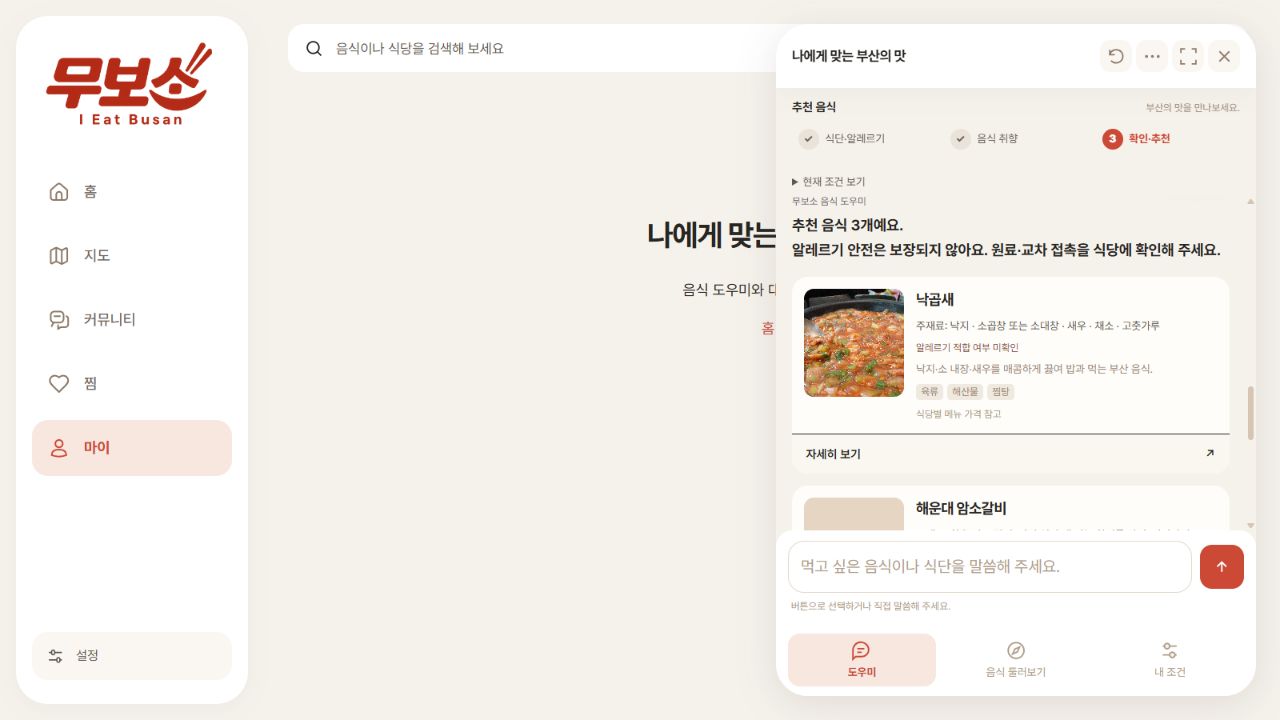 무보소
I Eat Busan
홈
지도
커뮤니티
찜
마이
설정
음식이나 식당을 검색해 보세요
나에게 맞는
음식 도우미와 대
홈
나에게 맞는 부산의 맛
추천 음식
부산의 맛을 만나보세요.
식단·알레르기
음식 취향
3 확인·추천
▶ 현재 조건 보기
무보소 음식 도우미
추천 음식 3개예요.
알레르기 안전은 보장되지 않아요. 원료·교차 접촉을 식당에 확인해 주세요.
낙곱새
주재료: 낙지 · 소곱창 또는 소대창 · 새우 · 채소 · 고춧가루
알레르기 적합 여부 미확인
낙지·소 내장·새우를 매콤하게 끓여 밥과 먹는 부산 음식.
육류 해산물 찜탕
식당별 메뉴 가격 참고
자세히 보기
해운대 암소갈비
먹고 싶은 음식이나 식단을 말씀해 주세요.
버튼으로 선택하거나 직접 말씀해 주세요.
도우미
음식 둘러보기
내 조건